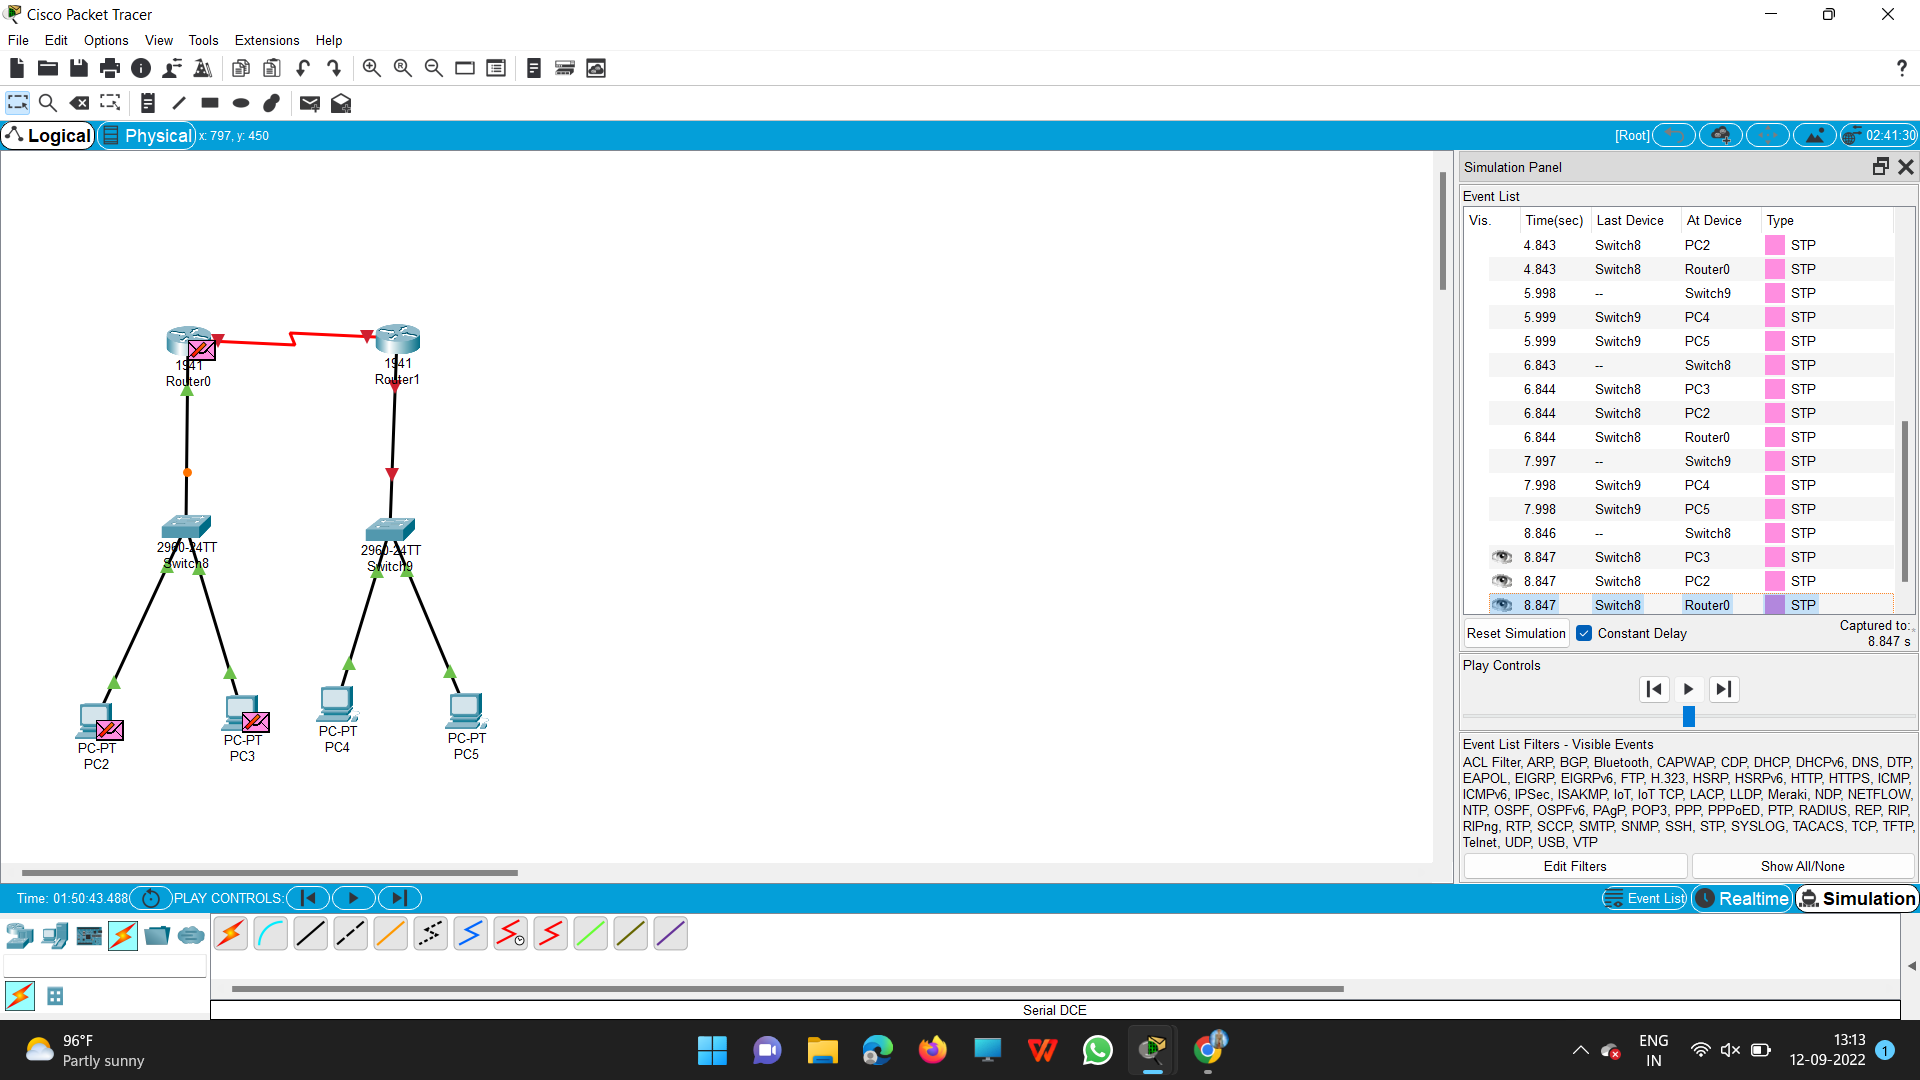 Cisco Packet Tracer
File Edit Options View Tools Extensions Help
Logical Physical x: 797, y: 450 [Root] 02:41:30
Simulation Panel
Event List
Vis. Time(sec) Last Device At Device Type
4.843 Switch8 PC2 STP
4.843 Switch8 Router0 STP
5.998 -- Switch9 STP
5.999 Switch9 PC4 STP
5.999 Switch9 PC5 STP
6.843 -- Switch8 STP
6.844 Switch8 PC3 STP
6.844 Switch8 PC2 STP
6.844 Switch8 Router0 STP
7.997 -- Switch9 STP
7.998 Switch9 PC4 STP
7.998 Switch9 PC5 STP
8.846 -- Switch8 STP
8.847 Switch8 PC3 STP
8.847 Switch8 PC2 STP
8.847 Switch8 Router0 STP
Reset Simulation Constant Delay Captured to:
8.847 s
Play Controls
Event List Filters - Visible Events
ACL Filter, ARP, BGP, Bluetooth, CAPWAP, CDP, DHCP, DHCPv6, DNS, DTP,
EAPOL, EIGRP, EIGRPv6, FTP, H.323, HSRP, HSRPv6, HTTP, HTTPS, ICMP,
ICMPv6, IPSec, ISAKMP, IoT, IoT TCP, LACP, LLDP, Meraki, NDP, NETFLOW,
NTP, OSPF, OSPFv6, PAgP, POP3, PPP, PPPoED, PTP, RADIUS, REP, RIP,
RIPng, RTP, SCCP, SMTP, SNMP, SSH, STP, SYSLOG, TACACS, TCP, TFTP,
Telnet, UDP, USB, VTP
Edit Filters Show All/None
1941
Router0
1941
Router1
2960-24TT
Switch8
2960-24TT
Switch9
PC-PT
PC2
PC-PT
PC3
PC-PT
PC4
PC-PT
PC5
Time: 01:50:43.488 PLAY CONTROLS: Event List Realtime Simulation
Serial DCE
96°F
Partly sunny
ENG
IN
13:13
12-09-2022
1